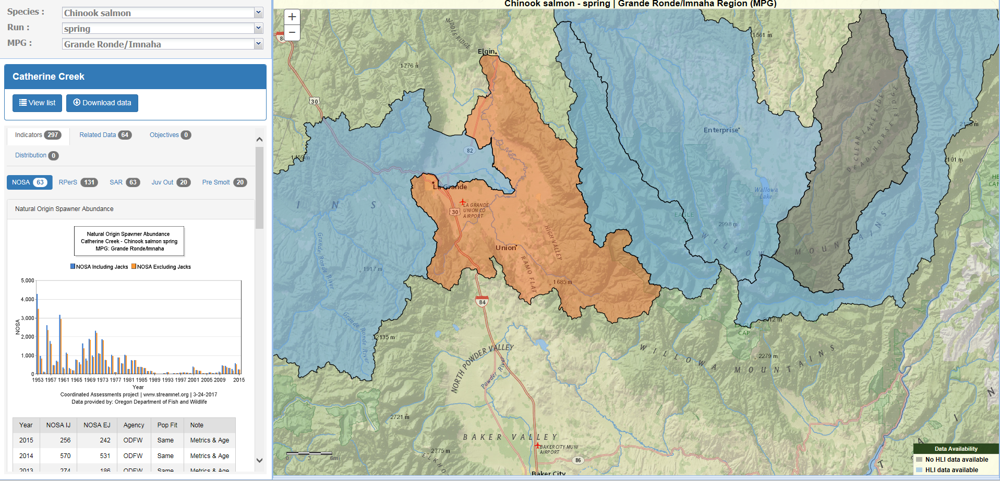 Species :
Chinook salmon
Run :
spring
MPG :
Grande Ronde/Imnaha
Catherine Creek
View list
Download data
Indicators 297
Related Data 64
Objectives 0
Distribution 0
NOSA 63
RPerS 131
SAR 63
Juv Out 20
Pre Smolt 20
Natural Origin Spawner Abundance
Natural Origin Spawner Abundance
Catherine Creek - Chinook salmon spring
MPG: Grande Ronde/Imnaha
NOSA Including Jacks
NOSA Excluding Jacks
5,000
4,000
3,000
2,000
1,000
0
NOSA
1953 1957 1961 1965 1969 1973 1977 1981 1985 1989 1993 1997 2001 2005 2009 2015
Year
Coordinated Assessments project | www.streamnet.org | 3-24-2017
Data provided by: Oregon Department of Fish and Wildlife
Year NOSA IJ NOSA EJ Agency Pop Fit Note
2015 256 242 ODFW Same Metrics & Age
2014 570 531 ODFW Same Metrics & Age
2013 274 186 ODFW Same Metrics & Age
Chinook salmon - spring | Grande Ronde/Imnaha Region (MPG)
+
−
MIDDLE RIDGE
84
Elgin
1561 m
1776 m
30
Enterprise
CLEAR LAKE RIDGE
DEAD HORSE RIDGE
2126 m
2101 m
1459 m
82
La Grande
LA GRANDE
UNION CO
AIRPORT
30
Wallowa
Lake
I N S
EAGLE
CAP
2998 m
HIGH VALLEY
Union
RAMO FLAT
WILLOWA MOUNTAINS
Grande Ronde River
1917 m
1685 m
84
Grande Ronde River
2135 m
2012 m
EAGLE
CAP
NORTH POWDER VALLEY
Powder River
WILLOWA MOUNTAINS
2279 m
2721 m
BAKER VALLEY
BAKER CITY MUNI
AIRPORT
2775 m
ELKHO
86
Baker City
0 3 6mi
Data Availability
No HLI data available
HLI data available